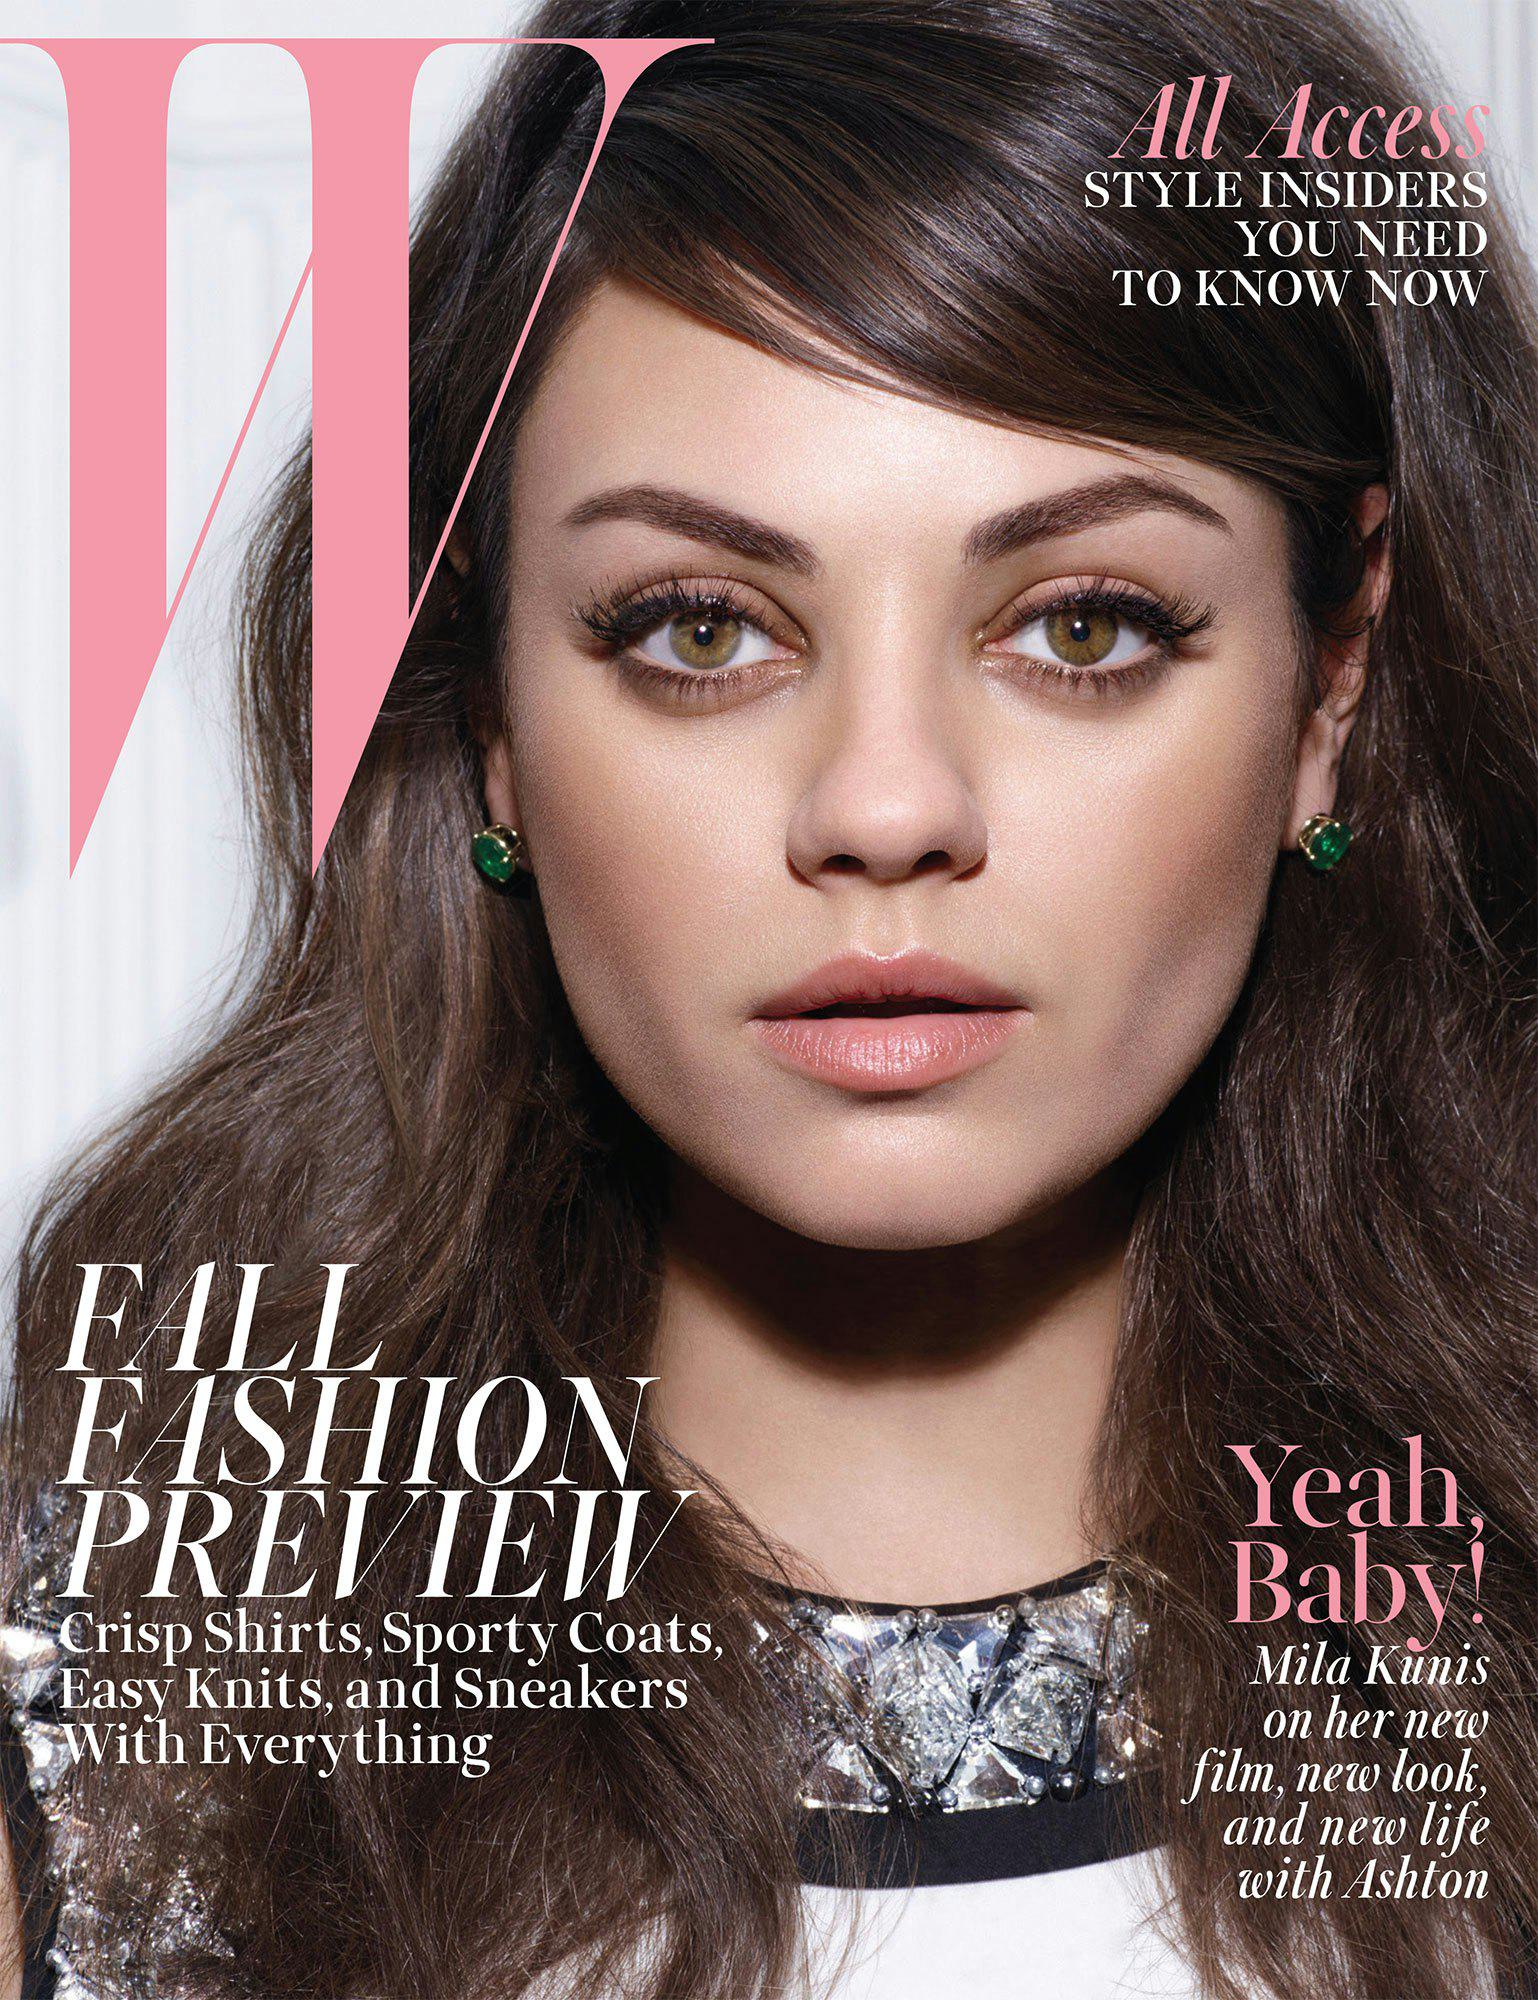 W
All Access
STYLE INSIDERS
YOU NEED
TO KNOW NOW
FALL
FASHION
PREVIEW
Crisp Shirts, Sporty Coats,
Easy Knits, and Sneakers
With Everything
Yeah,
Baby!
Mila Kunis
on her new
film, new look,
and new life
with Ashton